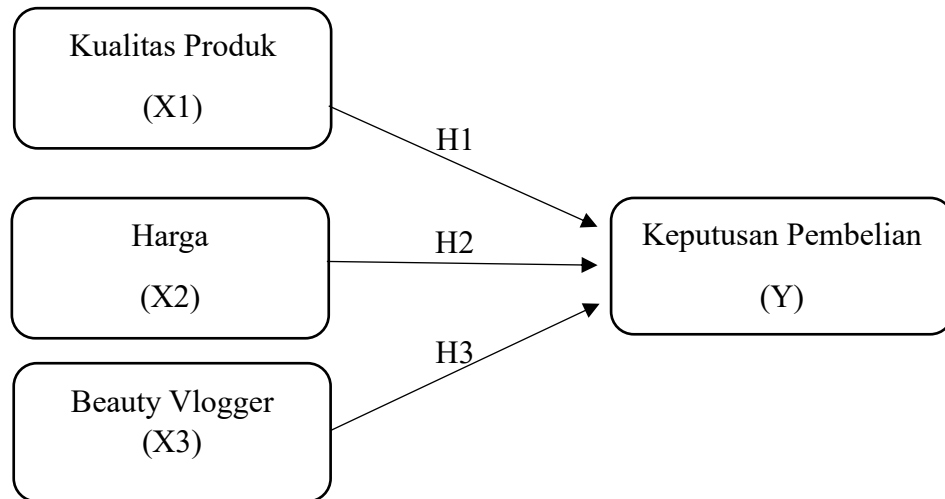 Kualitas Produk
(X1)
H1
Harga
(X2)
H2
Keputusan Pembelian
(Y)
H3
Beauty Vlogger
(X3)